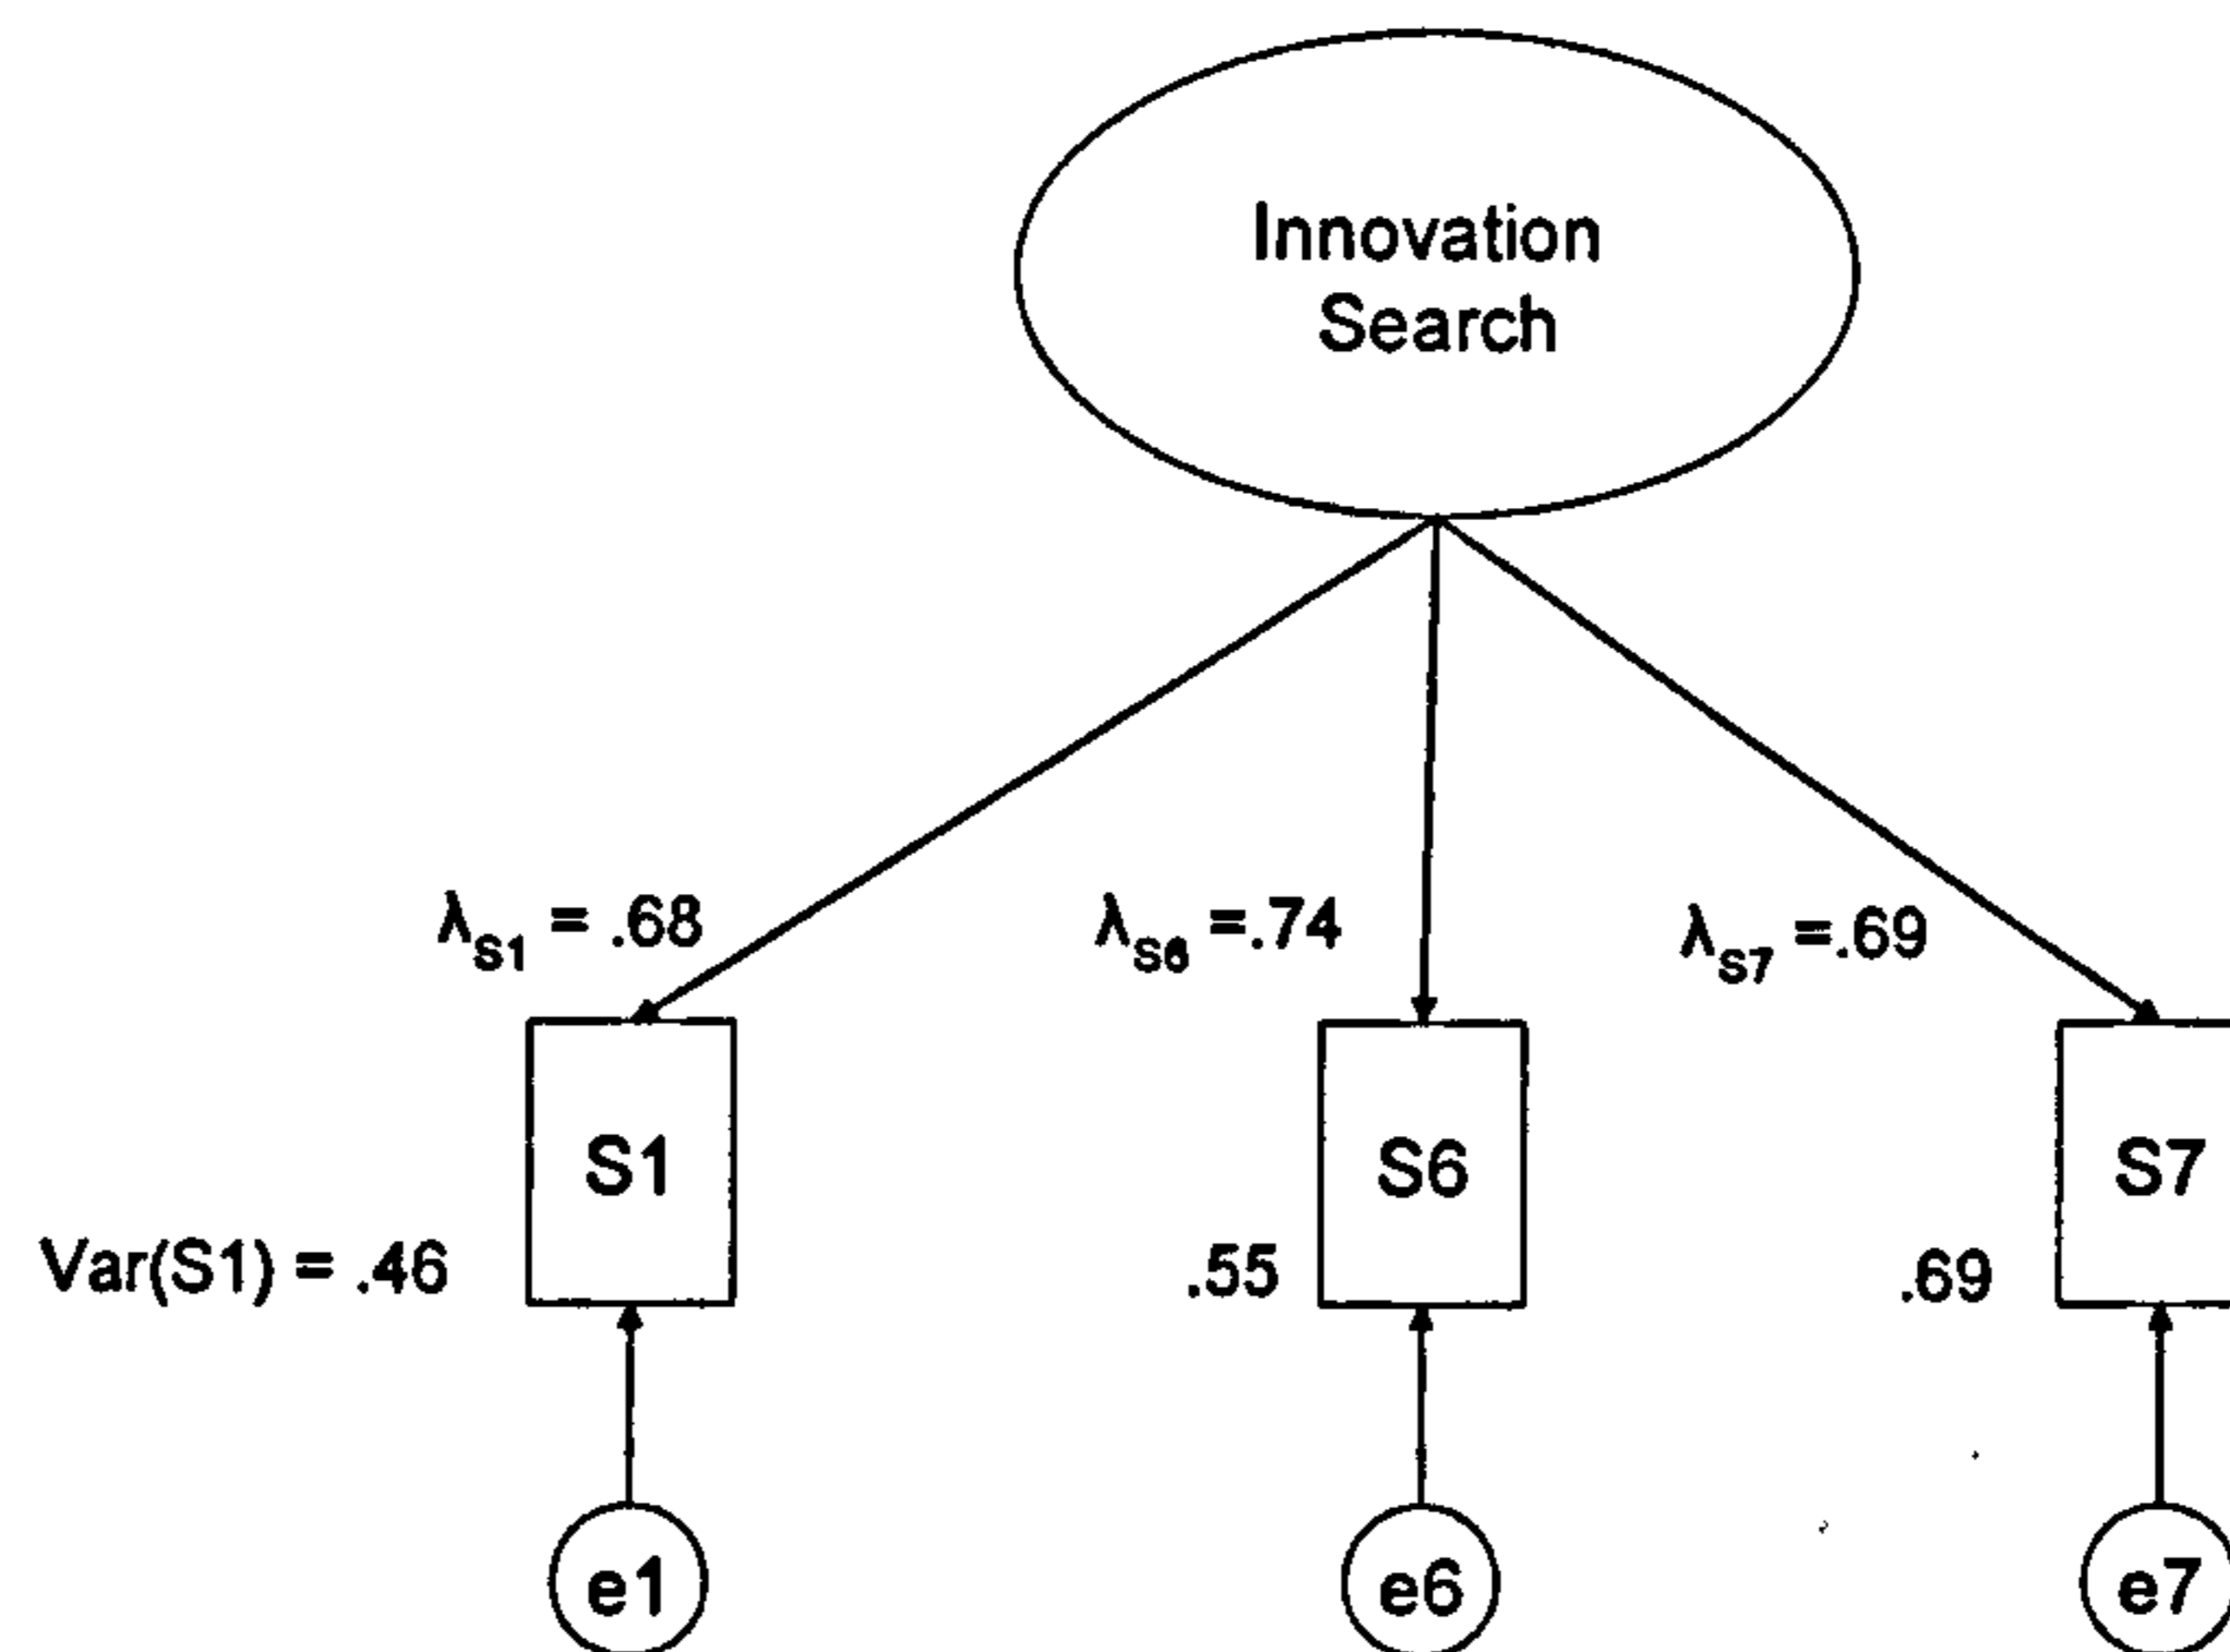 Innovation
Search
λS1 = .68
λS6 =.74
λS7 =.69
S1
S6
S7
Var(S1) = .46
.55
.69
e1
e6
e7